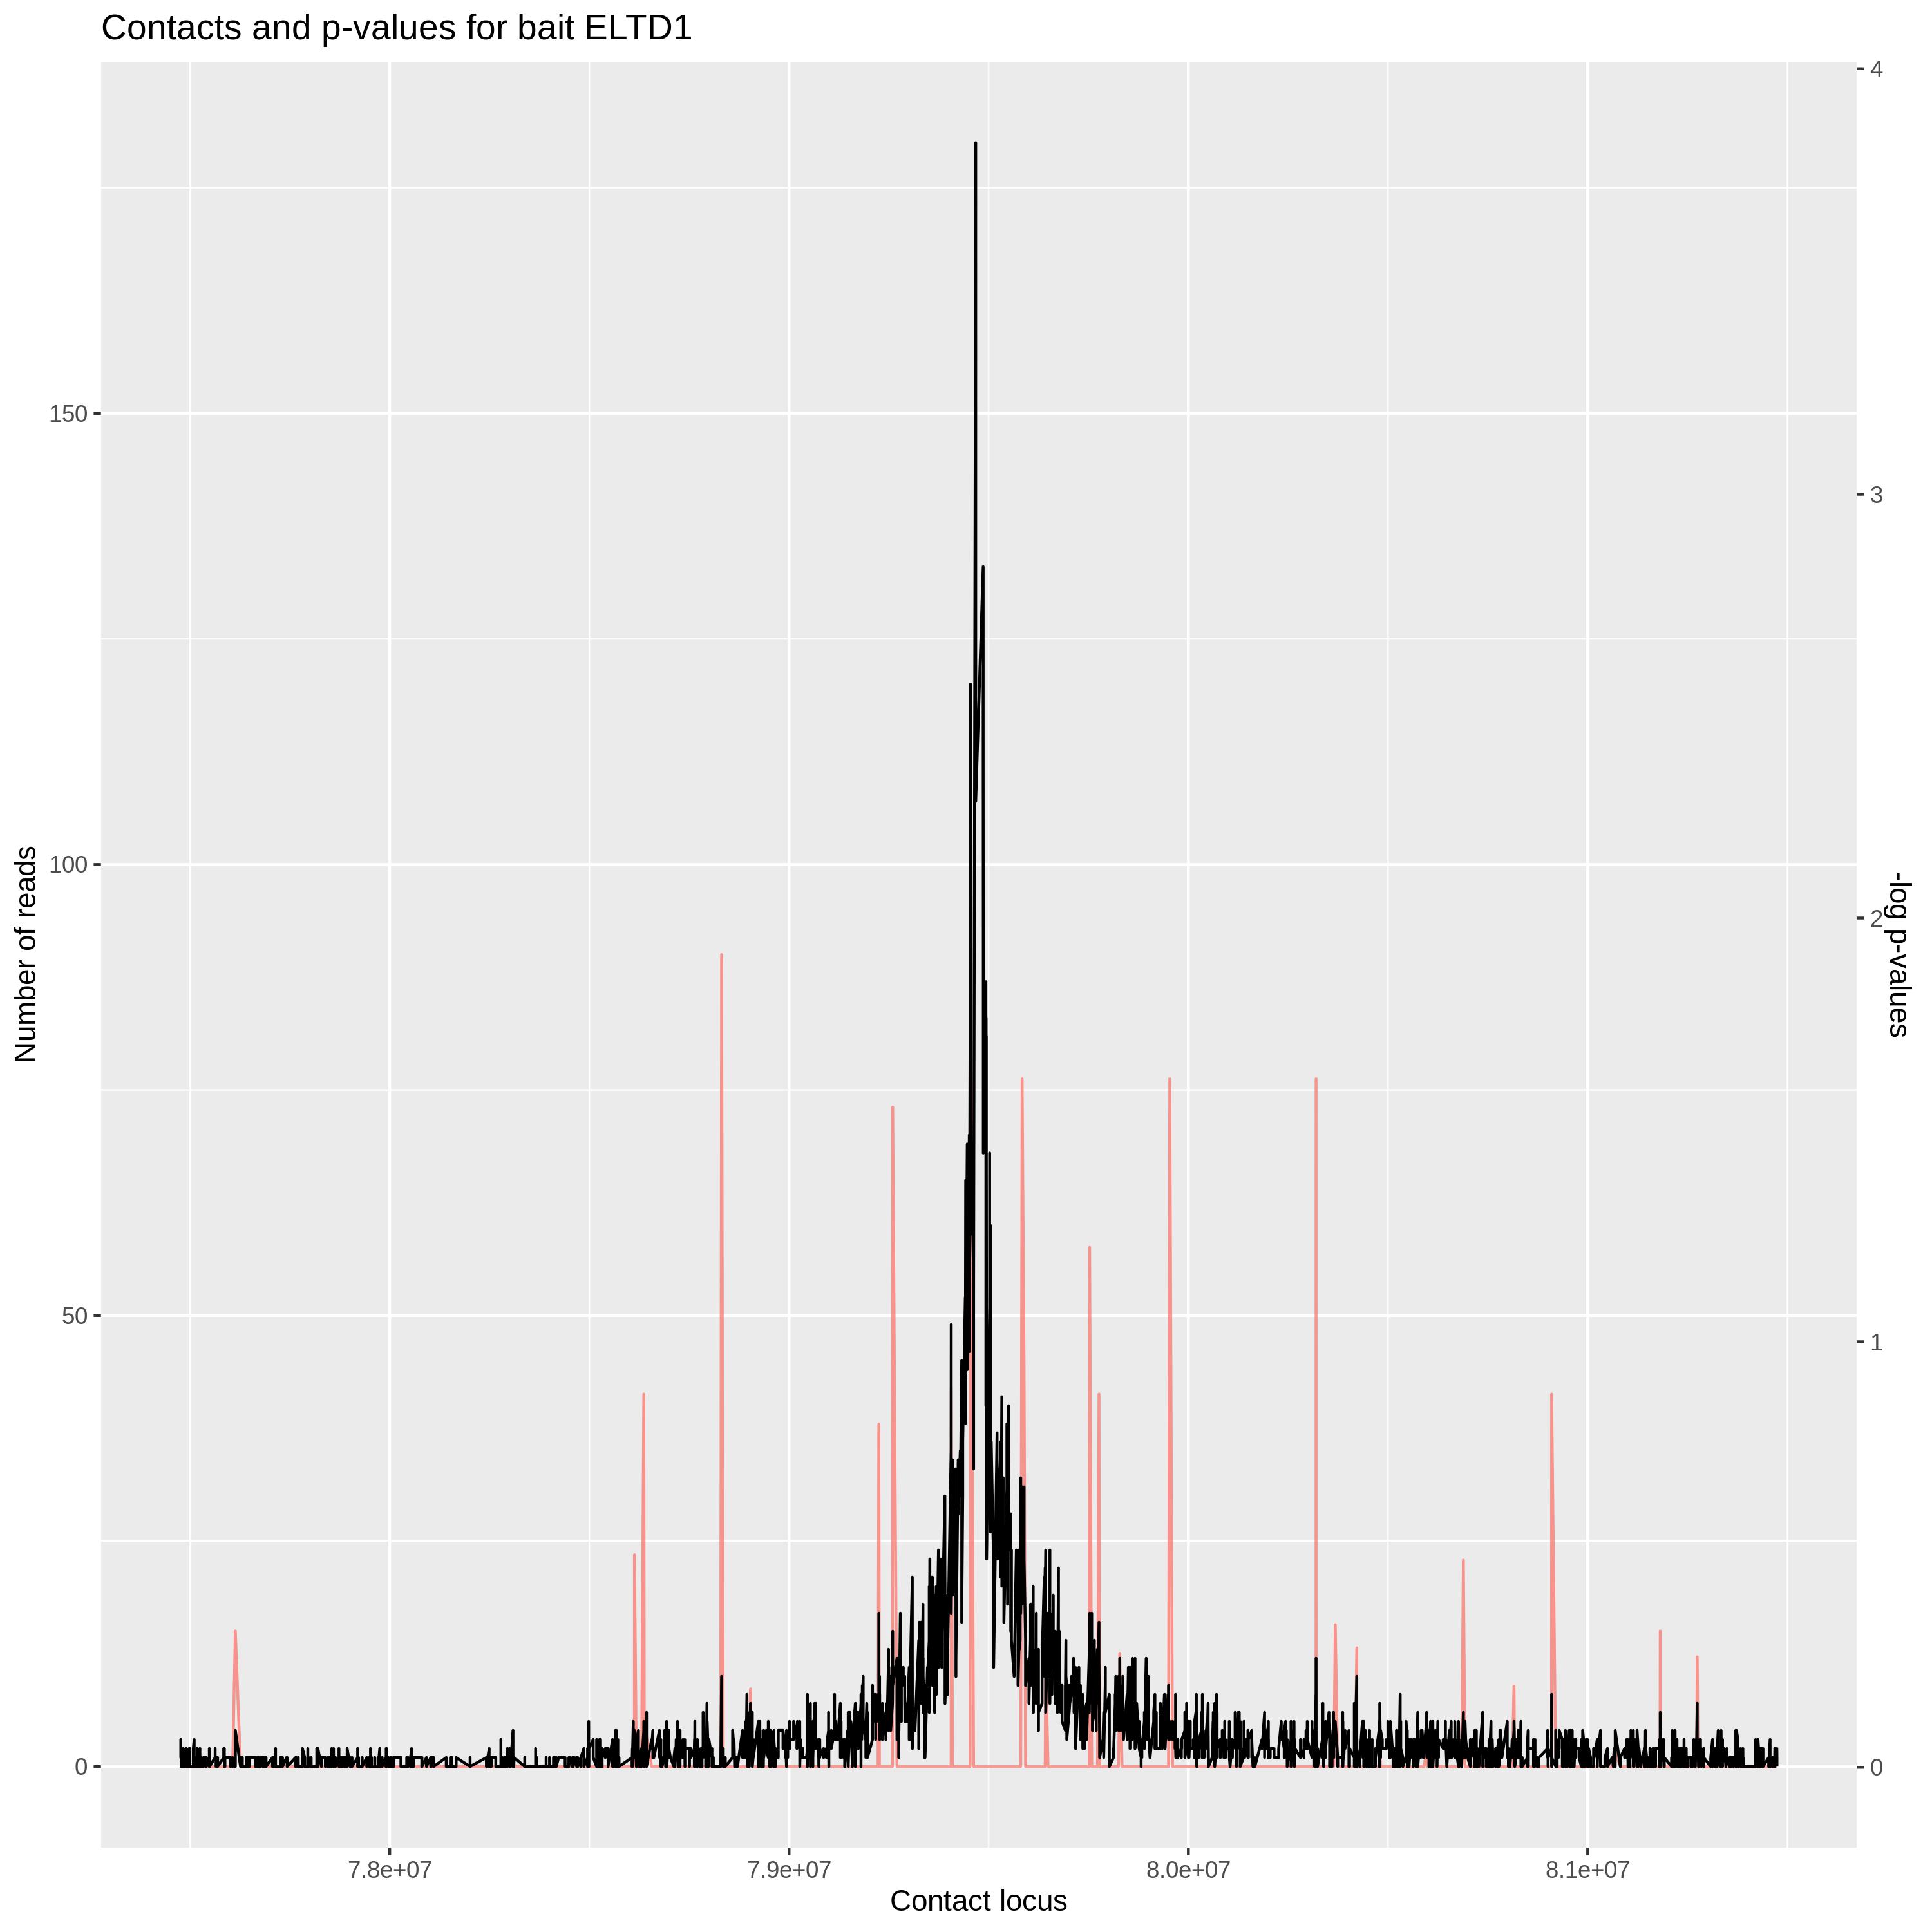 Contacts and p-values for bait ELTD1
Number of reads
150
100
50
0
4
3
2
1
0
-log p-values
7.8e+07
7.9e+07
8.0e+07
8.1e+07
Contact locus